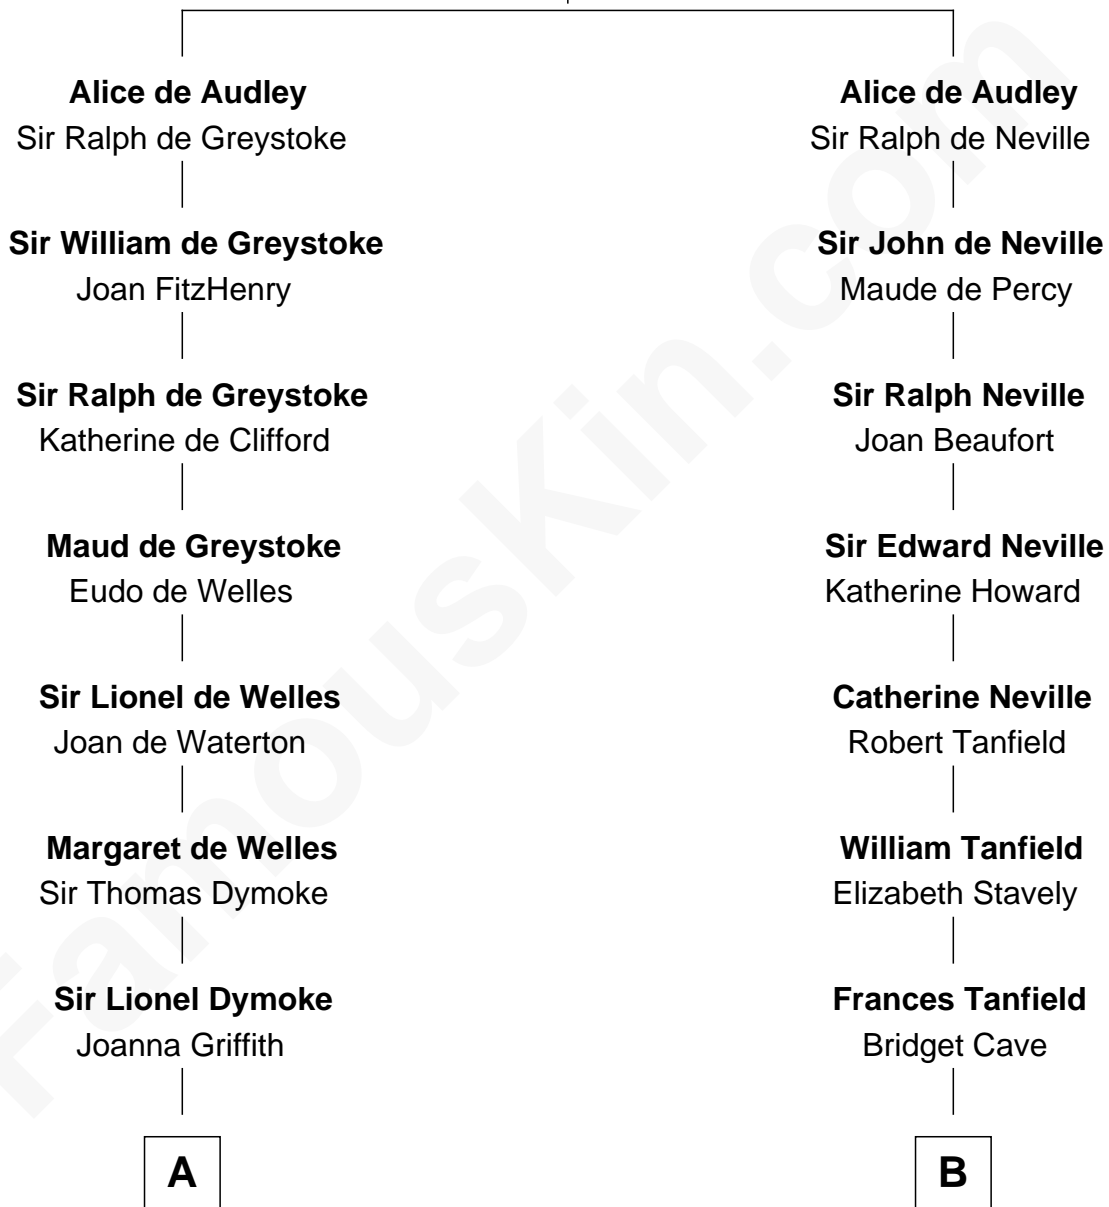 Alice de Audley
Sir Ralph de Greystoke
Sir William de Greystoke
Joan FitzHenry
Sir Ralph de Greystoke
Katherine de Clifford
Maud de Greystoke
Eudo de Welles
Sir Lionel de Welles
Joan de Waterton
Margaret de Welles
Sir Thomas Dymoke
Sir Lionel Dymoke
Joanna Griffith
A
Alice de Audley
Sir Ralph de Neville
Sir John de Neville
Maude de Percy
Sir Ralph Neville
Joan Beaufort
Sir Edward Neville
Katherine Howard
Catherine Neville
Robert Tanfield
William Tanfield
Elizabeth Stavely
Frances Tanfield
Bridget Cave
B
FamousKin.com